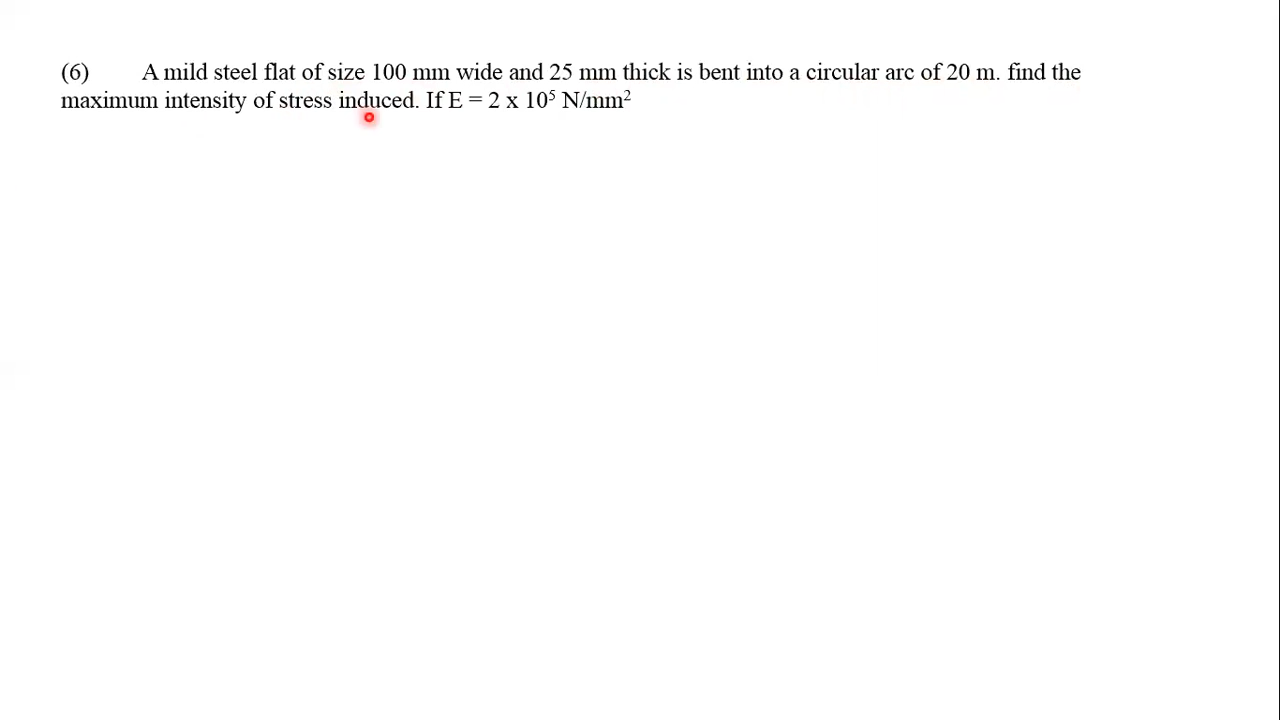 (6) A mild steel flat of size 100 mm wide and 25 mm thick is bent into a circular arc of 20 m. find the
maximum intensity of stress induced. If E = 2 x 10⁵ N/mm²